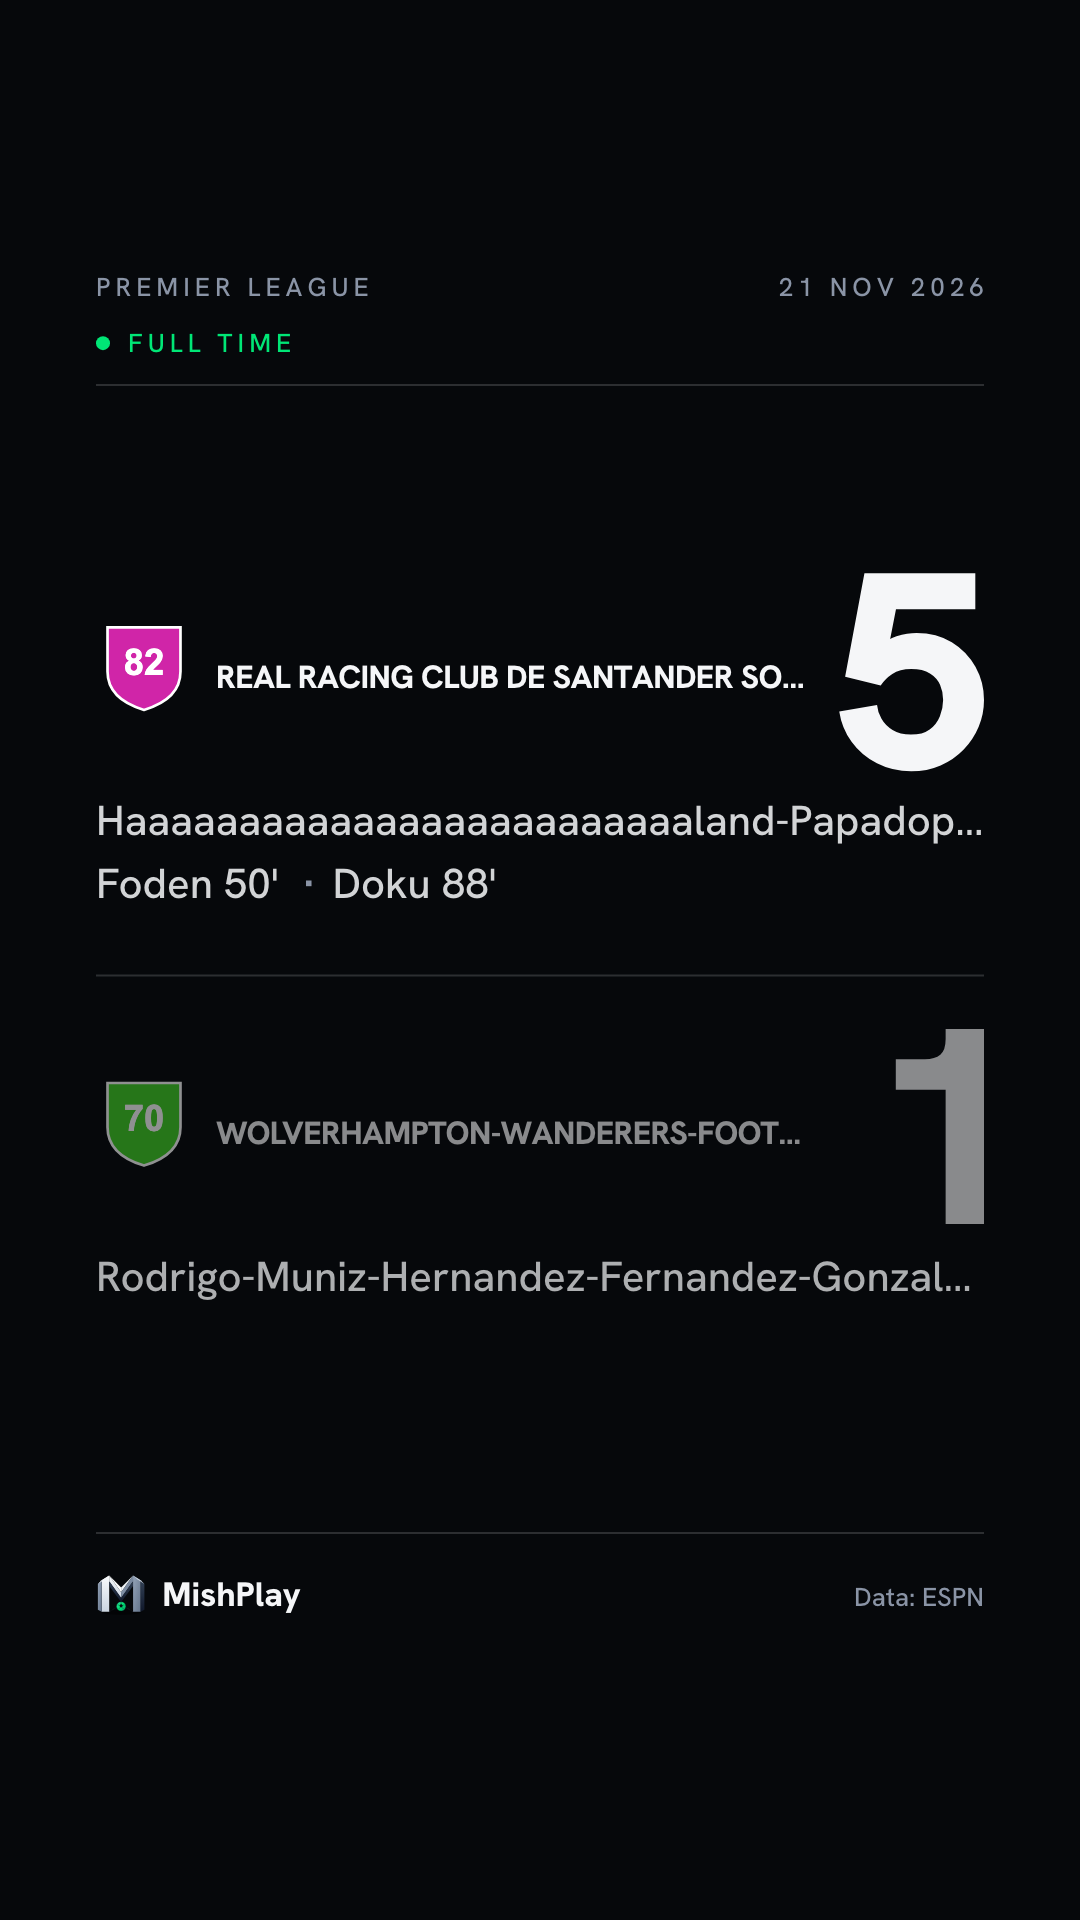 PREMIER LEAGUE
21 NOV 2026
FULL TIME
82
REAL RACING CLUB DE SANTANDER SO...
5
Haaaaaaaaaaaaaaaaaaaaaaaaaland-Papadop...
Foden 50' · Doku 88'
70
WOLVERHAMPTON-WANDERERS-FOOT...
1
Rodrigo-Muniz-Hernandez-Fernandez-Gonzal...
MishPlay
Data: ESPN